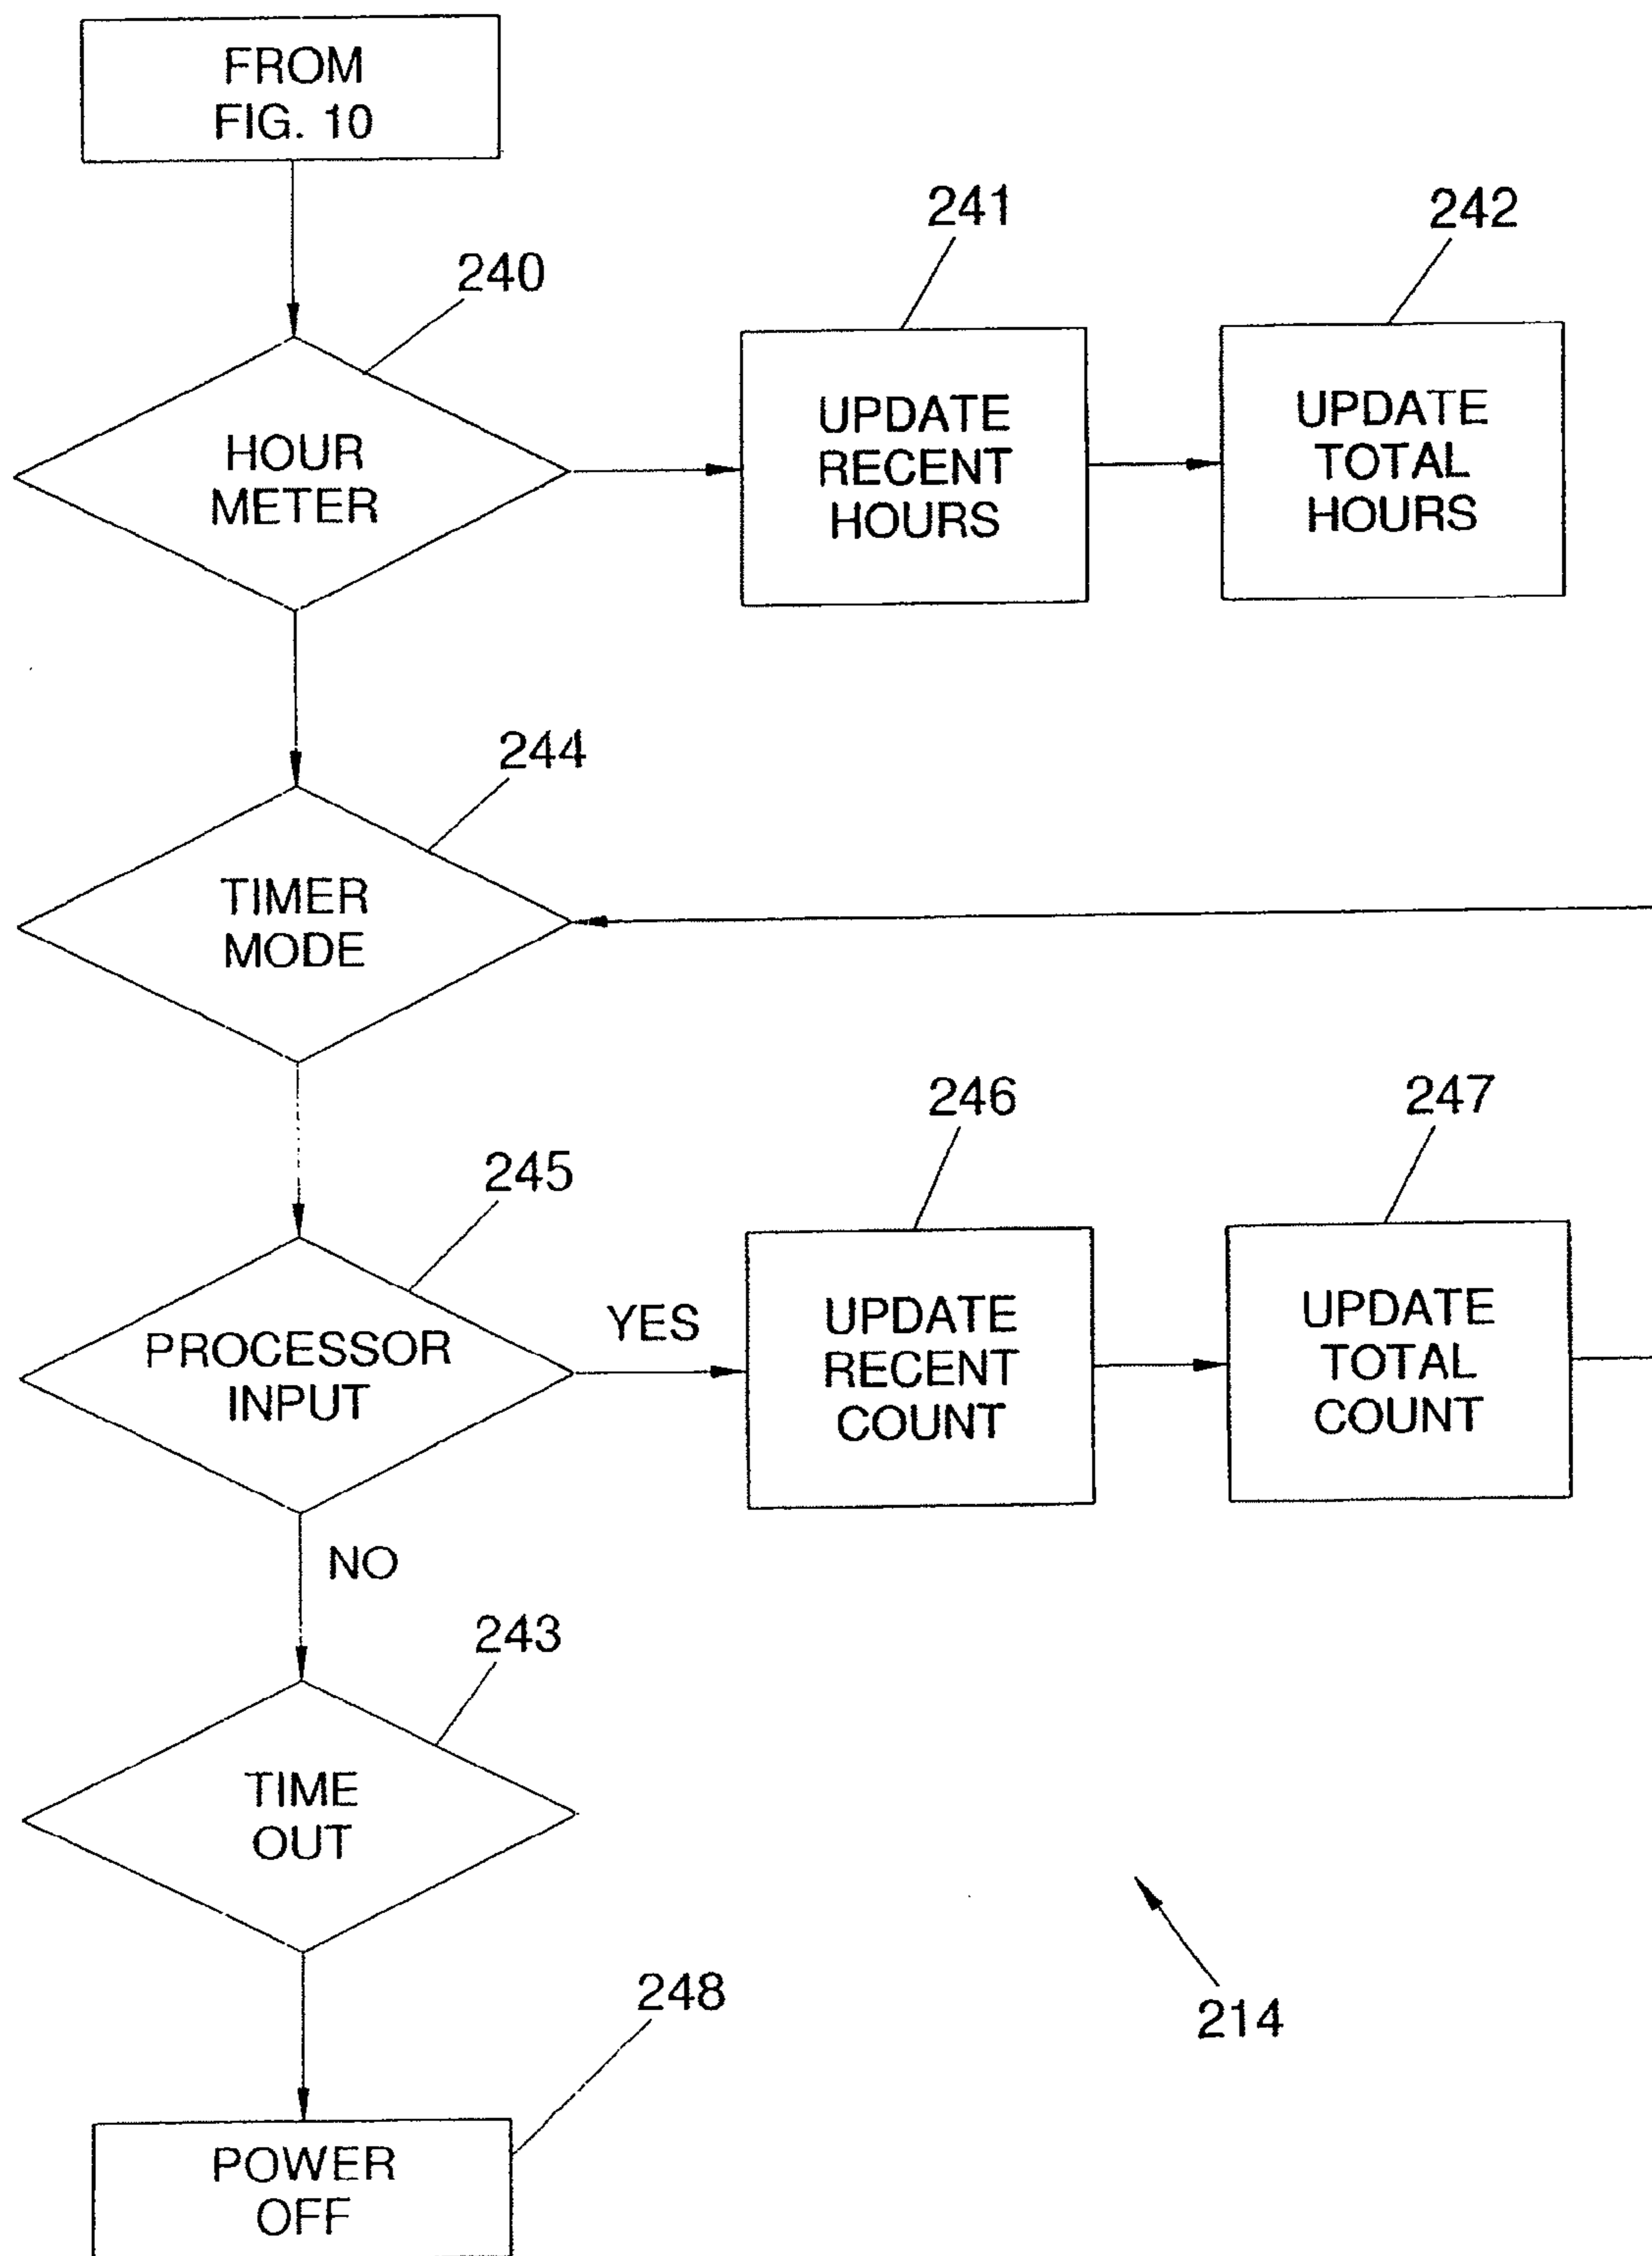 FROM
FIG. 10
240
241
242
HOUR
METER
UPDATE
RECENT
HOURS
UPDATE
TOTAL
HOURS
244
TIMER
MODE
245
246
247
PROCESSOR
INPUT
YES
UPDATE
RECENT
COUNT
UPDATE
TOTAL
COUNT
NO
243
TIME
OUT
214
248
POWER
OFF